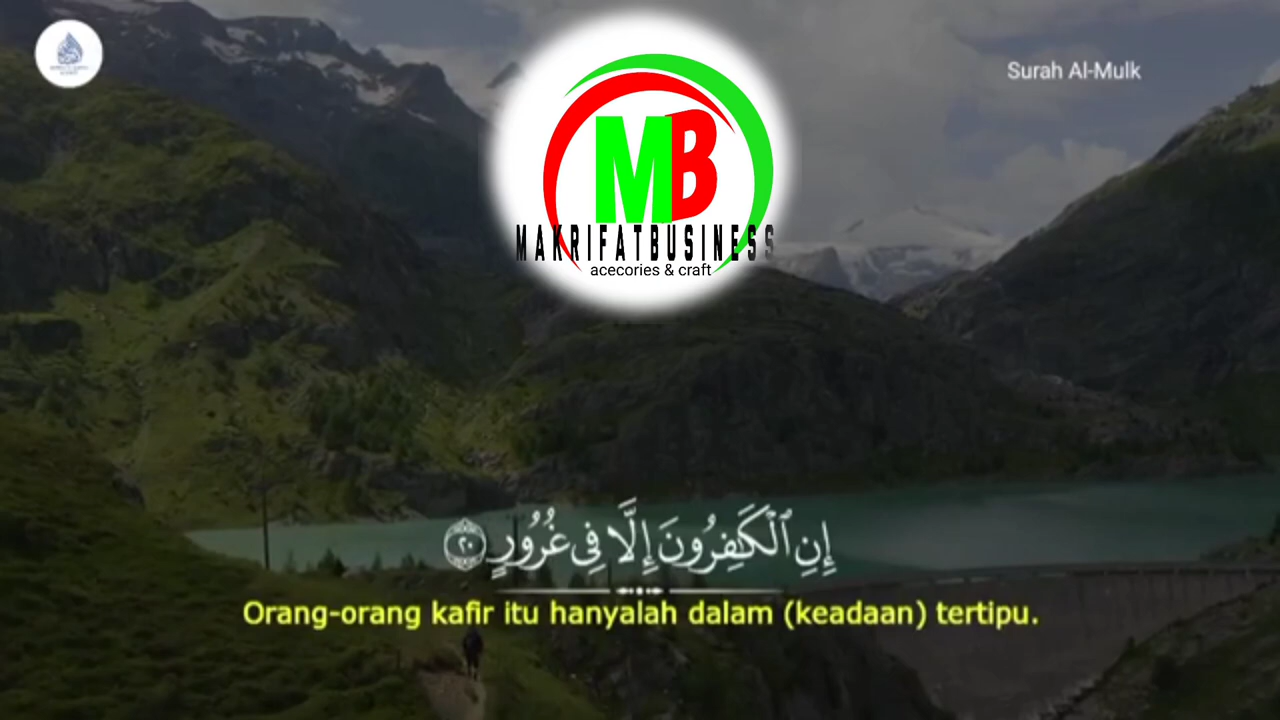 Surah Al-Mulk
MB
MAKRIFATBUSINESS
acecories & craft
إِنِ ٱلْكَٰفِرُونَ إِلَّا فِى غُرُورٍ ٢٠
Orang-orang kafir itu hanyalah dalam (keadaan) tertipu.